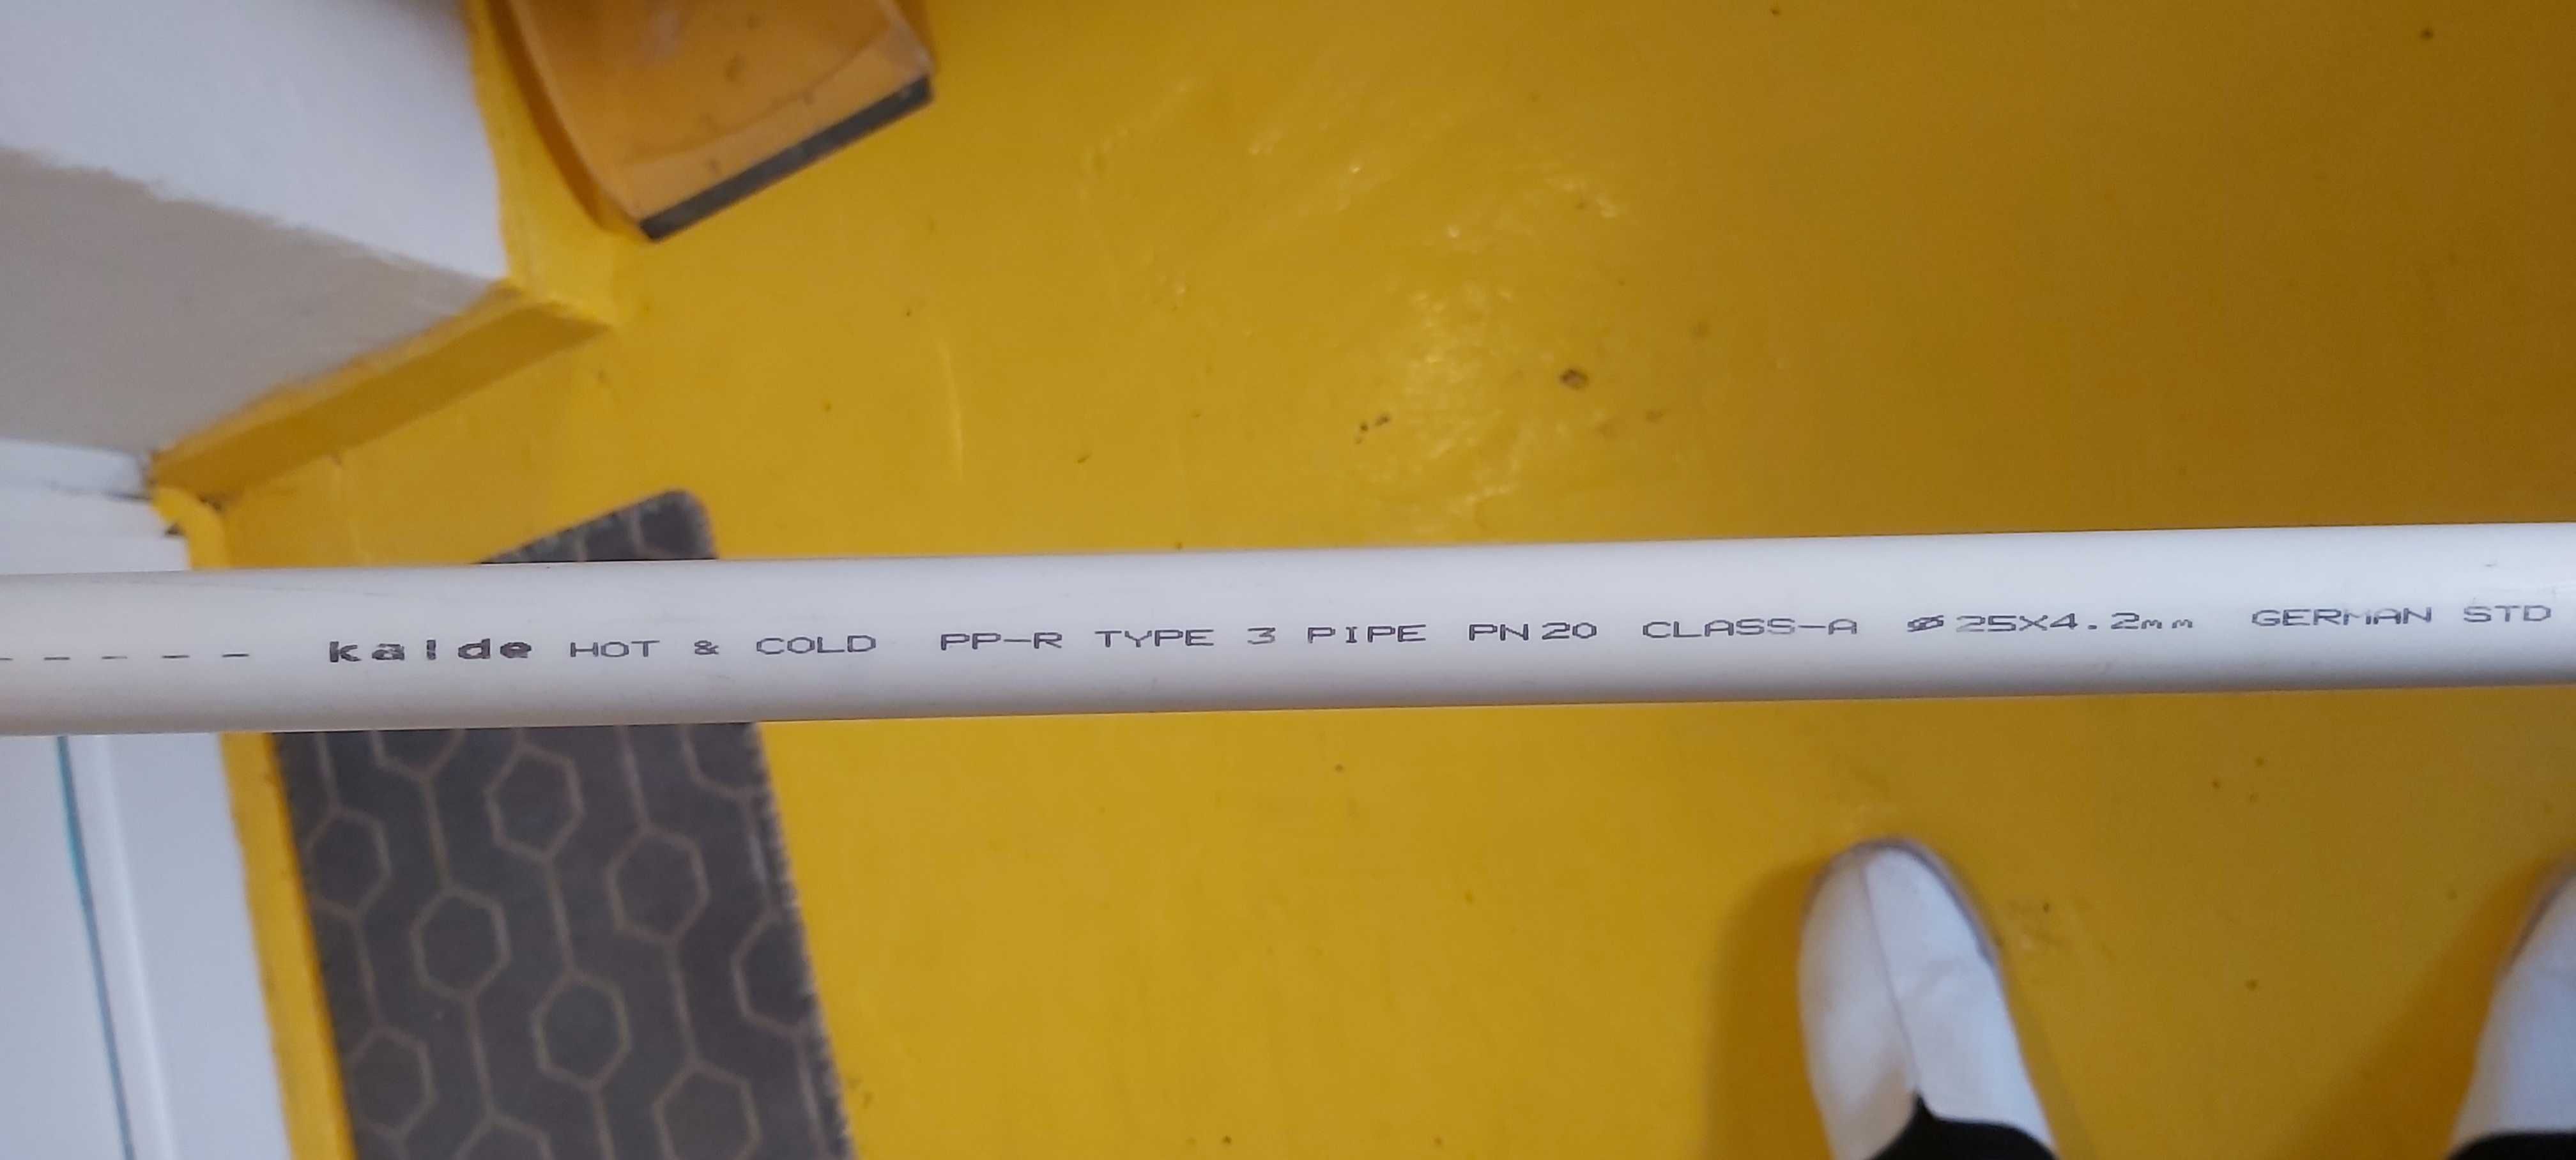 ----- kalde HOT & COLD PP-R TYPE 3 PIPE PN20 CLASS-A Ø25X4.2mm GERMAN STD